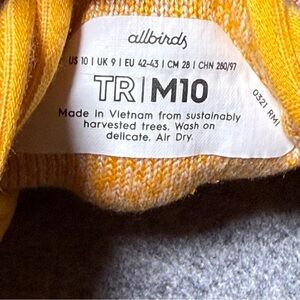 allbirds
US 10 | UK 9 | EU 42-43 | CM 28 | CHN 280/97
TR|M10
Made in Vietnam from sustainably
harvested trees. Wash on
delicate. Air Dry.
0321 RM1